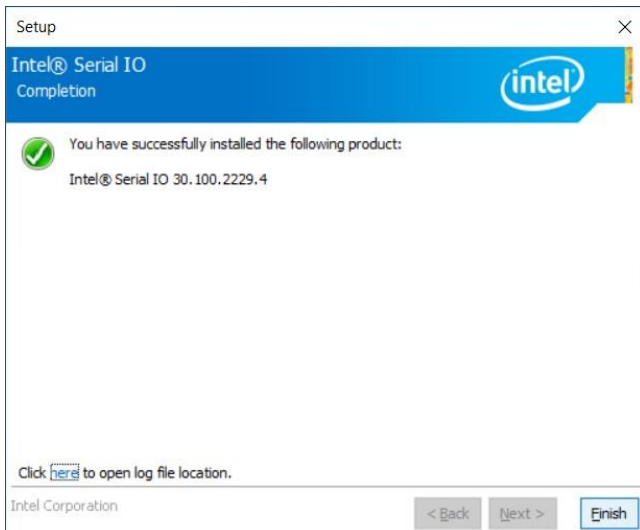 Setup
Intel® Serial IO
Completion
intel
You have successfully installed the following product:
Intel® Serial IO 30.100.2229.4
Click here to open log file location.
Intel Corporation
< Back Next > Finish